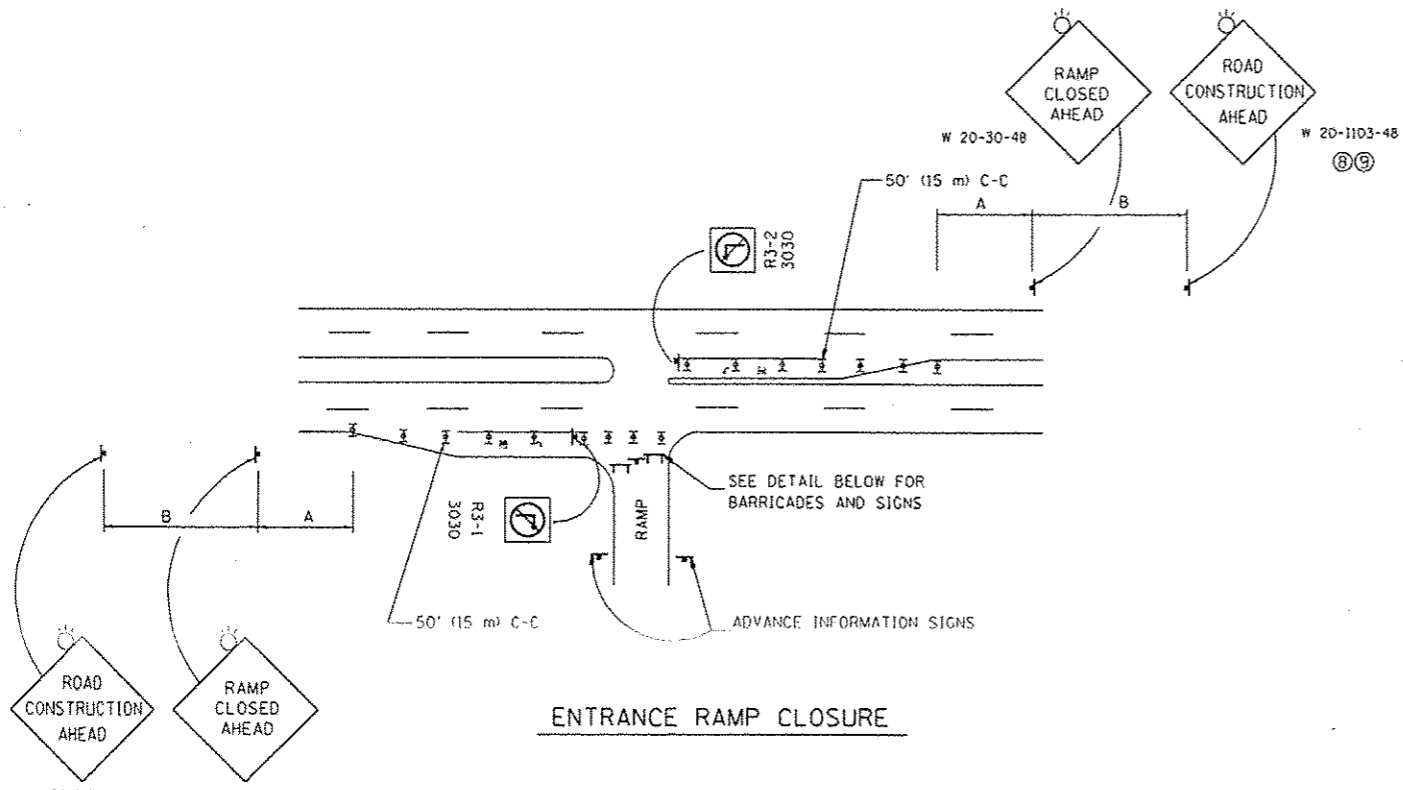 RAMP
CLOSED
AHEAD
ROAD
CONSTRUCTION
AHEAD
W 20-30-48
W 20-1103-48
8 9
50' (15 m) C-C
A
B
R3-2
3030
SEE DETAIL BELOW FOR
BARRICADES AND SIGNS
RAMP
R3-1
3030
B
A
50' (15 m) C-C
ADVANCE INFORMATION SIGNS
ROAD
CONSTRUCTION
AHEAD
RAMP
CLOSED
AHEAD
ENTRANCE RAMP CLOSURE